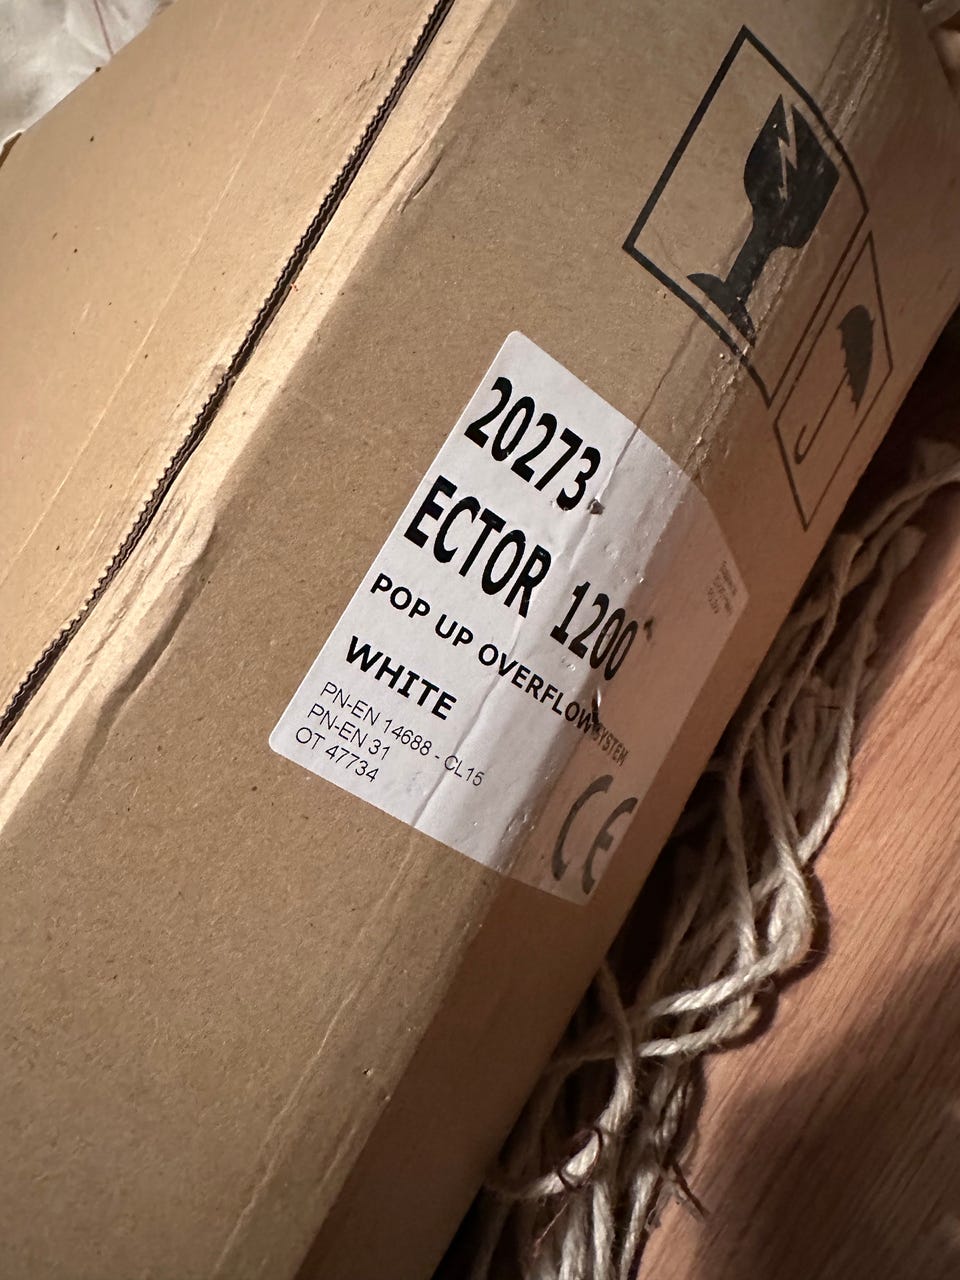 20273
ECTOR 1200
POP UP OVERFLOW SYSTEM
WHITE
PN-EN 14688 - CL15
PN-EN 31
OT 47734
CE